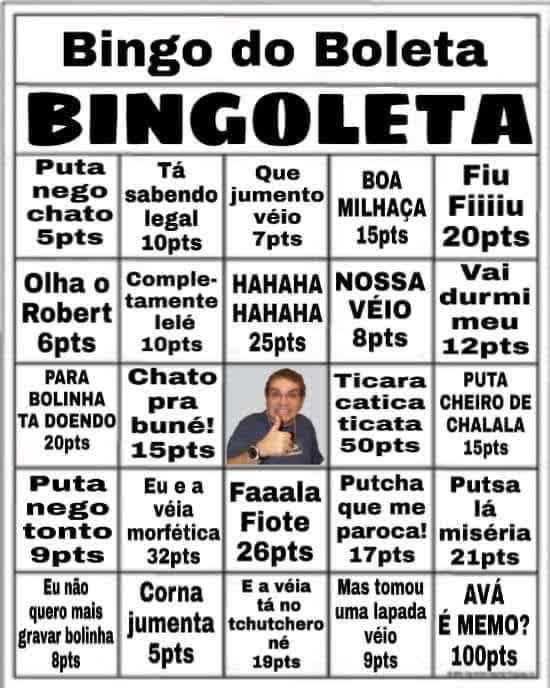 Bingo do Boleta
BINGOLETA
Puta
nego
chato
5pts
Tá
sabendo
legal
10pts
Que
jumento
véio
7pts
BOA
MILHAÇA
15pts
Fiu
Fiiiiu
20pts
Olha o
Robert
6pts
Comple-
tamente
lelé
10pts
HAHAHA
HAHAHA
25pts
NOSSA
VÉIO
8pts
Vai
durmi
meu
12pts
PARA
BOLINHA
TA DOENDO
20pts
Chato
pra
buné!
15pts
Ticara
catica
ticata
50pts
PUTA
CHEIRO DE
CHALALA
15pts
Puta
nego
tonto
9pts
Eu e a
véia
morfética
32pts
Faaala
Fiote
26pts
Putcha
que me
paroca!
17pts
Putsa
lá
miséria
21pts
Eu não
quero mais
gravar bolinha
8pts
Corna
jumenta
5pts
E a véia
tá no
tchutchero
né
19pts
Mas tomou
uma lapada
véio
9pts
AVÁ
É MEMO?
100pts